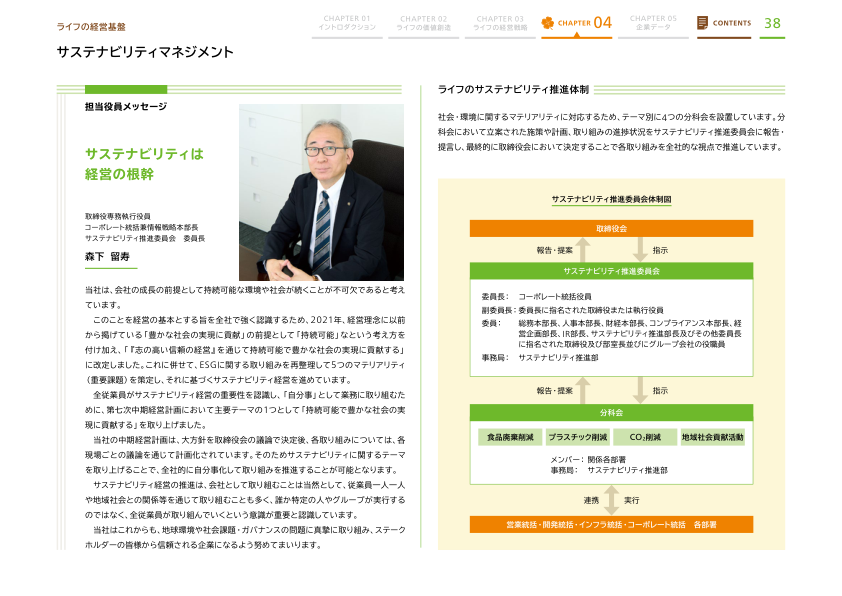 ライフの経営基盤
CHAPTER 01
イントロダクション
CHAPTER 02
ライフの価値創造
CHAPTER 03
ライフの経営戦略
CHAPTER 04
CHAPTER 05
企業データ
CONTENTS
38
サステナビリティマネジメント
担当役員メッセージ
サステナビリティは
経営の根幹
取締役専務執行役員
コーポレート統括兼情報戦略本部長
サステナビリティ推進委員会　委員長
森下 留寿
当社は、会社の成長の前提として持続可能な環境や社会が続くことが不可欠であると考え
ています。
　このことを経営の基本とする旨を全社で強く認識するため、2021年、経営理念に以前
から掲げている「豊かな社会の実現に貢献」の前提として「持続可能」なという考え方を
付け加え、「『志の高い信頼の経営』を通じて持続可能で豊かな社会の実現に貢献する」
に改定しました。これに併せて、ESGに関する取り組みを再整理して5つのマテリアリティ
（重要課題）を策定し、それに基づくサステナビリティ経営を進めています。
　全従業員がサステナビリティ経営の重要性を認識し、「自分事」として業務に取り組むた
めに、第七次中期経営計画において主要テーマの1つとして「持続可能で豊かな社会の実
現に貢献する」を取り上げました。
　当社の中期経営計画は、大方針を取締役会の議論で決定後、各取り組みについては、各
現場ごとの議論を通じて計画化されています。そのためサステナビリティに関するテーマ
を取り上げることで、全社的に自分事化して取り組みを推進することが可能となります。
　サステナビリティ経営の推進は、会社として取り組むことは当然として、従業員一人一人
や地域社会との関係等を通じて取り組むことも多く、誰か特定の人やグループが実行する
のではなく、全従業員が取り組んでいくという意識が重要と認識しています。
　当社はこれからも、地球環境や社会課題・ガバナンスの問題に真摯に取り組み、ステーク
ホルダーの皆様から信頼される企業になるよう努めてまいります。
ライフのサステナビリティ推進体制
社会・環境に関するマテリアリティに対応するため、テーマ別に4つの分科会を設置しています。分
科会において立案された施策や計画、取り組みの進捗状況をサステナビリティ推進委員会に報告・
提言し、最終的に取締役会において決定することで各取り組みを全社的な視点で推進しています。
サステナビリティ推進委員会体制図
取締役会
報告・提案
指示
サステナビリティ推進委員会
委員長： コーポレート統括役員
副委員長：委員長に指名された取締役または執行役員
委員： 総務本部長、人事本部長、財経本部長、コンプライアンス本部長、経
営企画部長、IR部長、サステナビリティ推進部長及びその他委員長
に指名された取締役及び部室長並びにグループ会社の役職員
事務局： サステナビリティ推進部
報告・提案
指示
分科会
食品廃棄削減
プラスチック削減
CO₂削減
地域社会貢献活動
メンバー：関係各部署
事務局： サステナビリティ推進部
連携
実行
営業統括・開発統括・インフラ統括・コーポレート統括　各部署